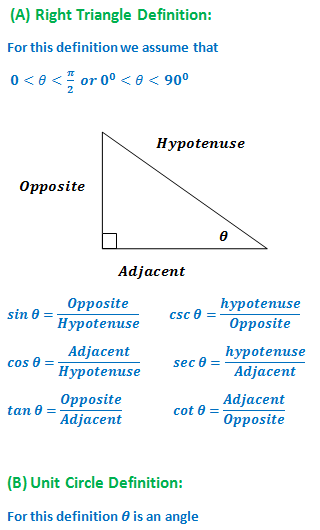 (A) Right Triangle Definition:
For this definition we assume that
0 < θ < π/2 or 0⁰ < θ < 90⁰
Hypotenuse
Opposite
θ
Adjacent
sin θ = Opposite/Hypotenuse csc θ = hypotenuse/Opposite
cos θ = Adjacent/Hypotenuse sec θ = hypotenuse/Adjacent
tan θ = Opposite/Adjacent cot θ = Adjacent/Opposite
(B) Unit Circle Definition:
For this definition θ is an angle